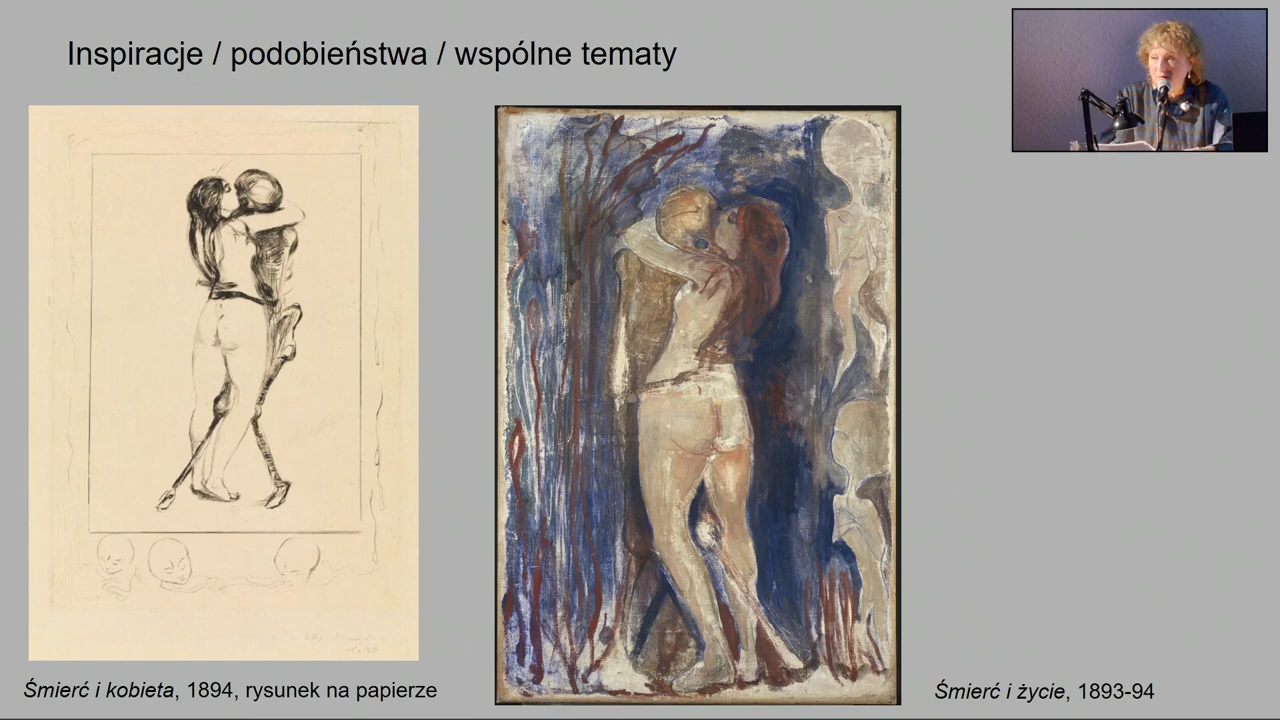 Inspiracje / podobieństwa / wspólne tematy
Śmierć i kobieta, 1894, rysunek na papierze
Śmierć i życie, 1893-94